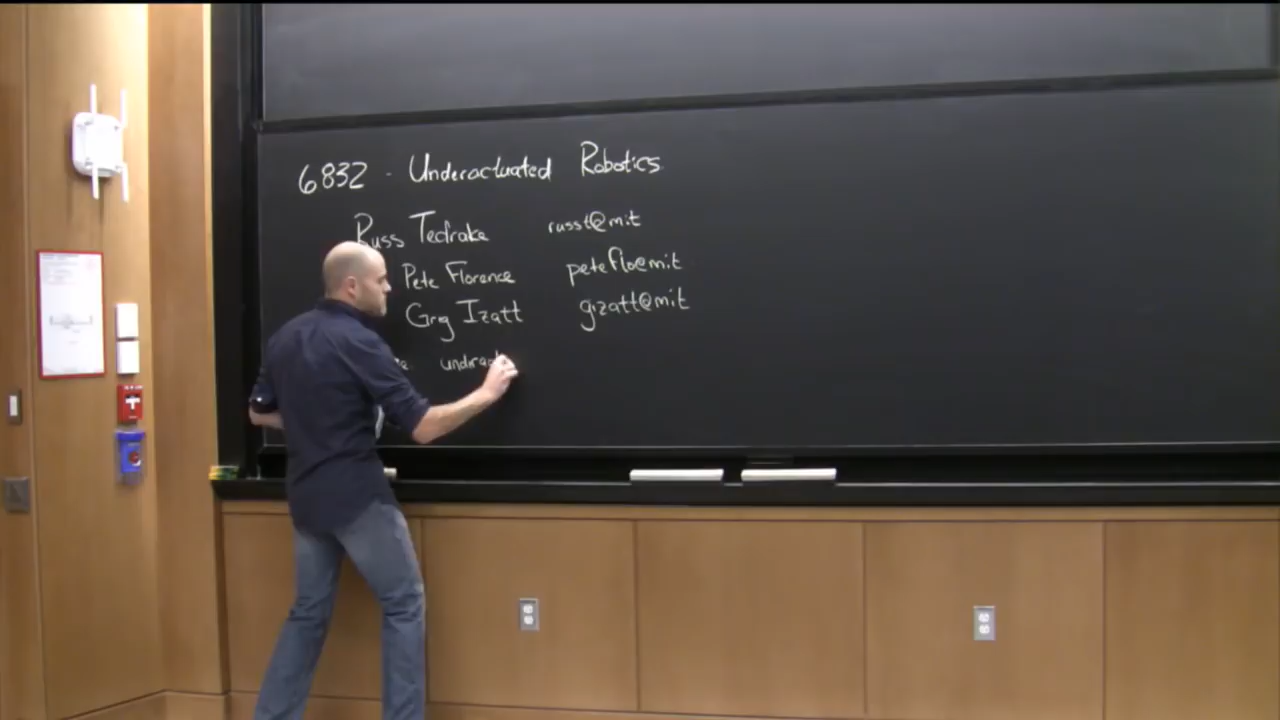 6832 - Underactuated Robotics
Russ Tedrake russt@mit
Pete Florence peteflo@mit
Greg Izatt gizatt@mit